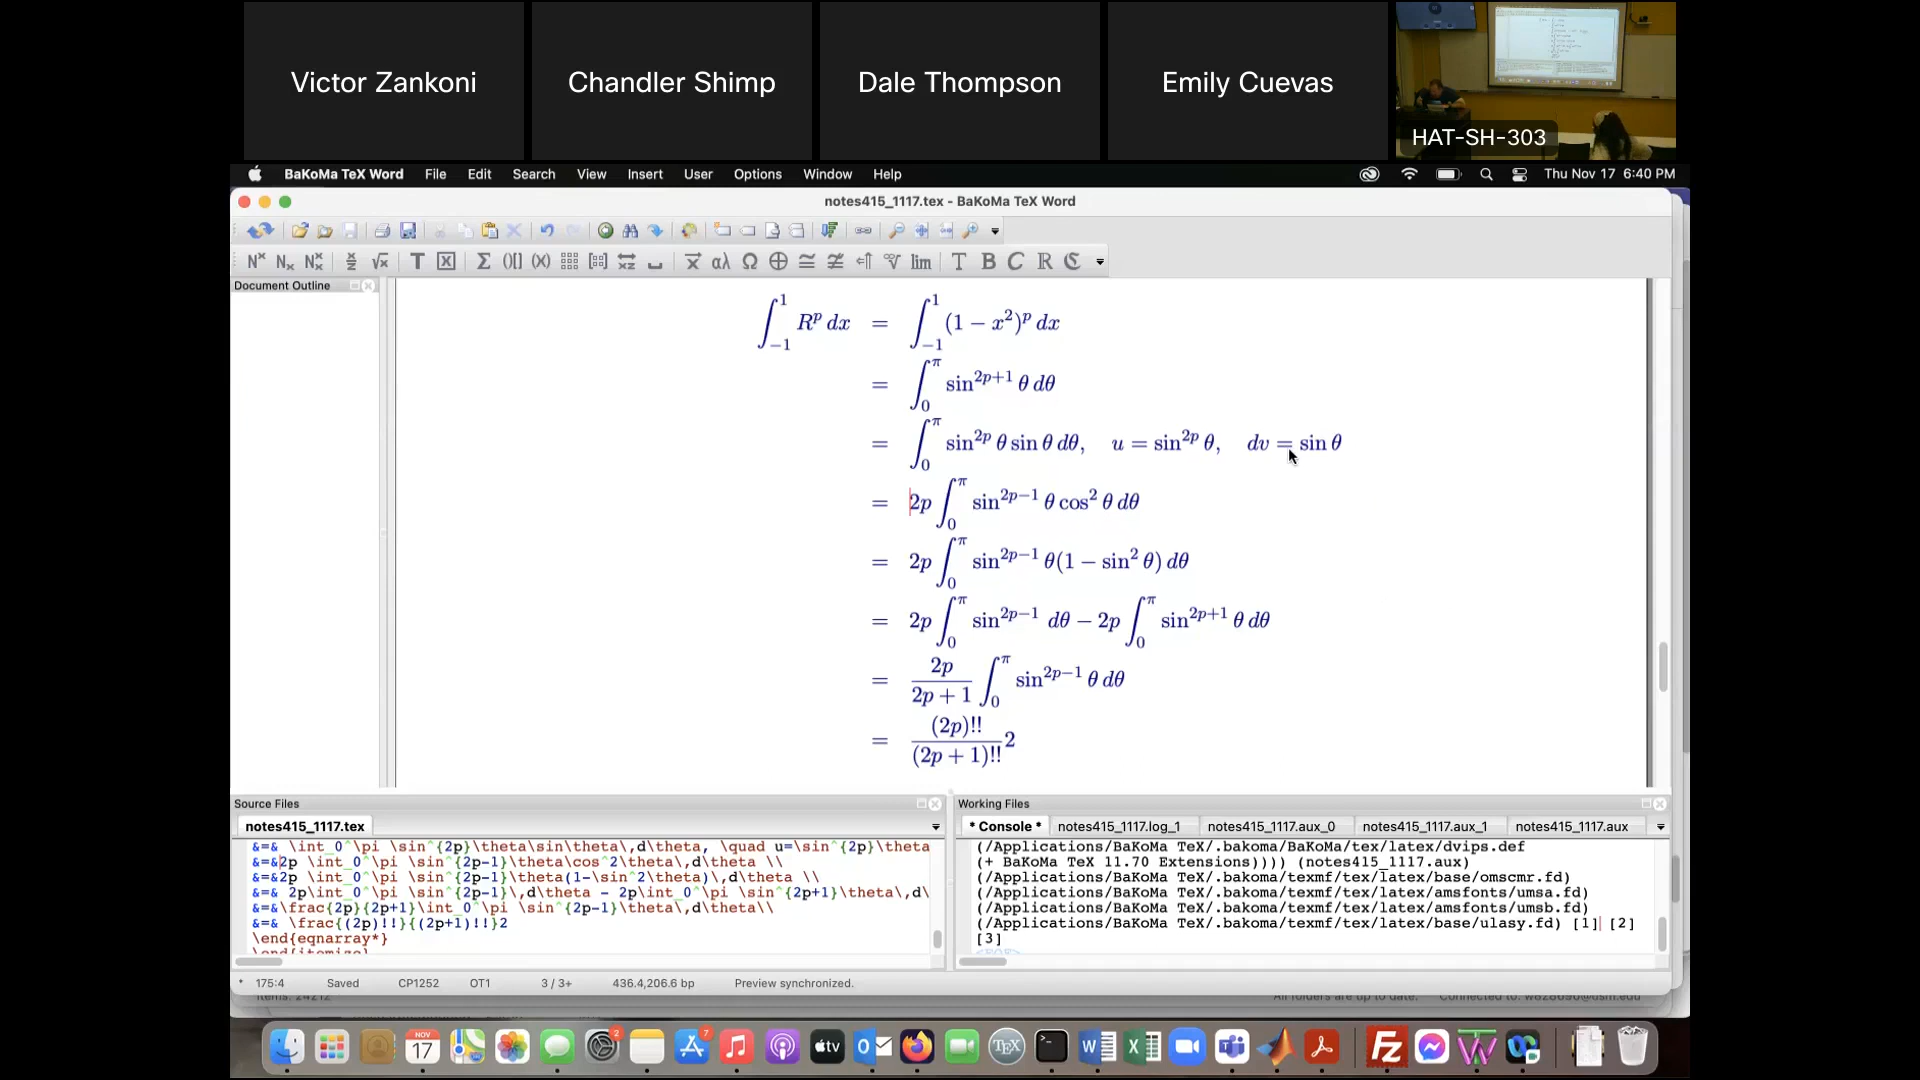 Victor Zankoni
Chandler Shimp
Dale Thompson
Emily Cuevas
HAT-SH-303
BaKoMa TeX Word File Edit Search View Insert User Options Window Help
Thu Nov 17 6:40 PM
notes415_1117.tex - BaKoMa TeX Word
Document Outline
∫_{-1}^{1} R^p dx = ∫_{-1}^{1} (1 − x²)^p dx
= ∫_0^π sin^{2p+1} θ dθ
= ∫_0^π sin^{2p} θ sin θ dθ, u = sin^{2p} θ, dv = sin θ
= 2p ∫_0^π sin^{2p−1} θ cos² θ dθ
= 2p ∫_0^π sin^{2p−1} θ(1 − sin² θ) dθ
= 2p ∫_0^π sin^{2p−1} dθ − 2p ∫_0^π sin^{2p+1} θ dθ
= \frac{2p}{2p + 1} ∫_0^π sin^{2p−1} θ dθ
= \frac{(2p)!!}{(2p + 1)!!} 2
Source Files
notes415_1117.tex
&=& \int_0^\pi \sin^{2p}\theta\sin\theta\,d\theta, \quad u=\sin^{2p}\theta
&=&2p \int_0^\pi \sin^{2p-1}\theta\cos^2\theta\,d\theta \\
&=&2p \int_0^\pi \sin^{2p-1}\theta(1-\sin^2\theta)\,d\theta \\
&=& 2p\int_0^\pi \sin^{2p-1}\,d\theta - 2p\int_0^\pi \sin^{2p+1}\theta\,d\
&=&\frac{2p}{2p+1}\int_0^\pi \sin^{2p-1}\theta\,d\theta\\
&=& \frac{(2p)!!}{(2p+1)!!}2
\end{eqnarray*}
\end{itemize}
Working Files
* Console * notes415_1117.log_1 notes415_1117.aux_0 notes415_1117.aux_1 notes415_1117.aux
(/Applications/BaKoMa TeX/.bakoma/BaKoMa/tex/latex/dvips.def
(+ BaKoMa TeX 11.70 Extensions)))) (notes415_1117.aux)
(/Applications/BaKoMa TeX/.bakoma/texmf/tex/latex/base/omscmr.fd)
(/Applications/BaKoMa TeX/.bakoma/texmf/tex/latex/amsfonts/umsa.fd)
(/Applications/BaKoMa TeX/.bakoma/texmf/tex/latex/amsfonts/umsb.fd)
(/Applications/BaKoMa TeX/.bakoma/texmf/tex/latex/base/ulasy.fd) [1] [2]
[3]
<EOF>
* 175:4 Saved CP1252 OT1 3 / 3+ 436.4,206.6 bp Preview synchronized.